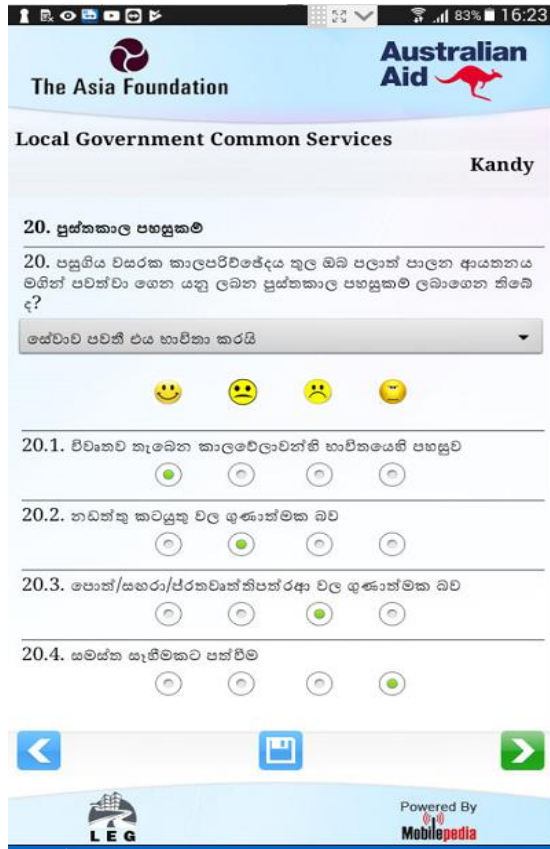 83% 16:23
The Asia Foundation
Australian
Aid
Local Government Common Services
Kandy
20. පුස්තකාල පහසුකම්
20. පසුගිය වසරක කාලපරිච්ඡේදය තුල ඔබ පලාත් පාලන ආයතනය
මගින් පවත්වා ගෙන යනු ලබන පුස්තකාල පහසුකම් ලබාගෙන තිබේ
ද?
සේවාව පවතී එය භාවිතා කරයි
20.1. විවෘතව තැබෙන කාලවේලාවන්හි භාවිතයෙහි පහසුව
20.2. නඩත්තු කටයුතු වල ගුණාත්මක බව
20.3. පොත්/සඟරා/ප්රතවෘත්තිපත්රඈ වල ගුණාත්මක බව
20.4. සමස්ත සෑහීමකට පත්වීම
LEG
Powered By
Mobilepedia